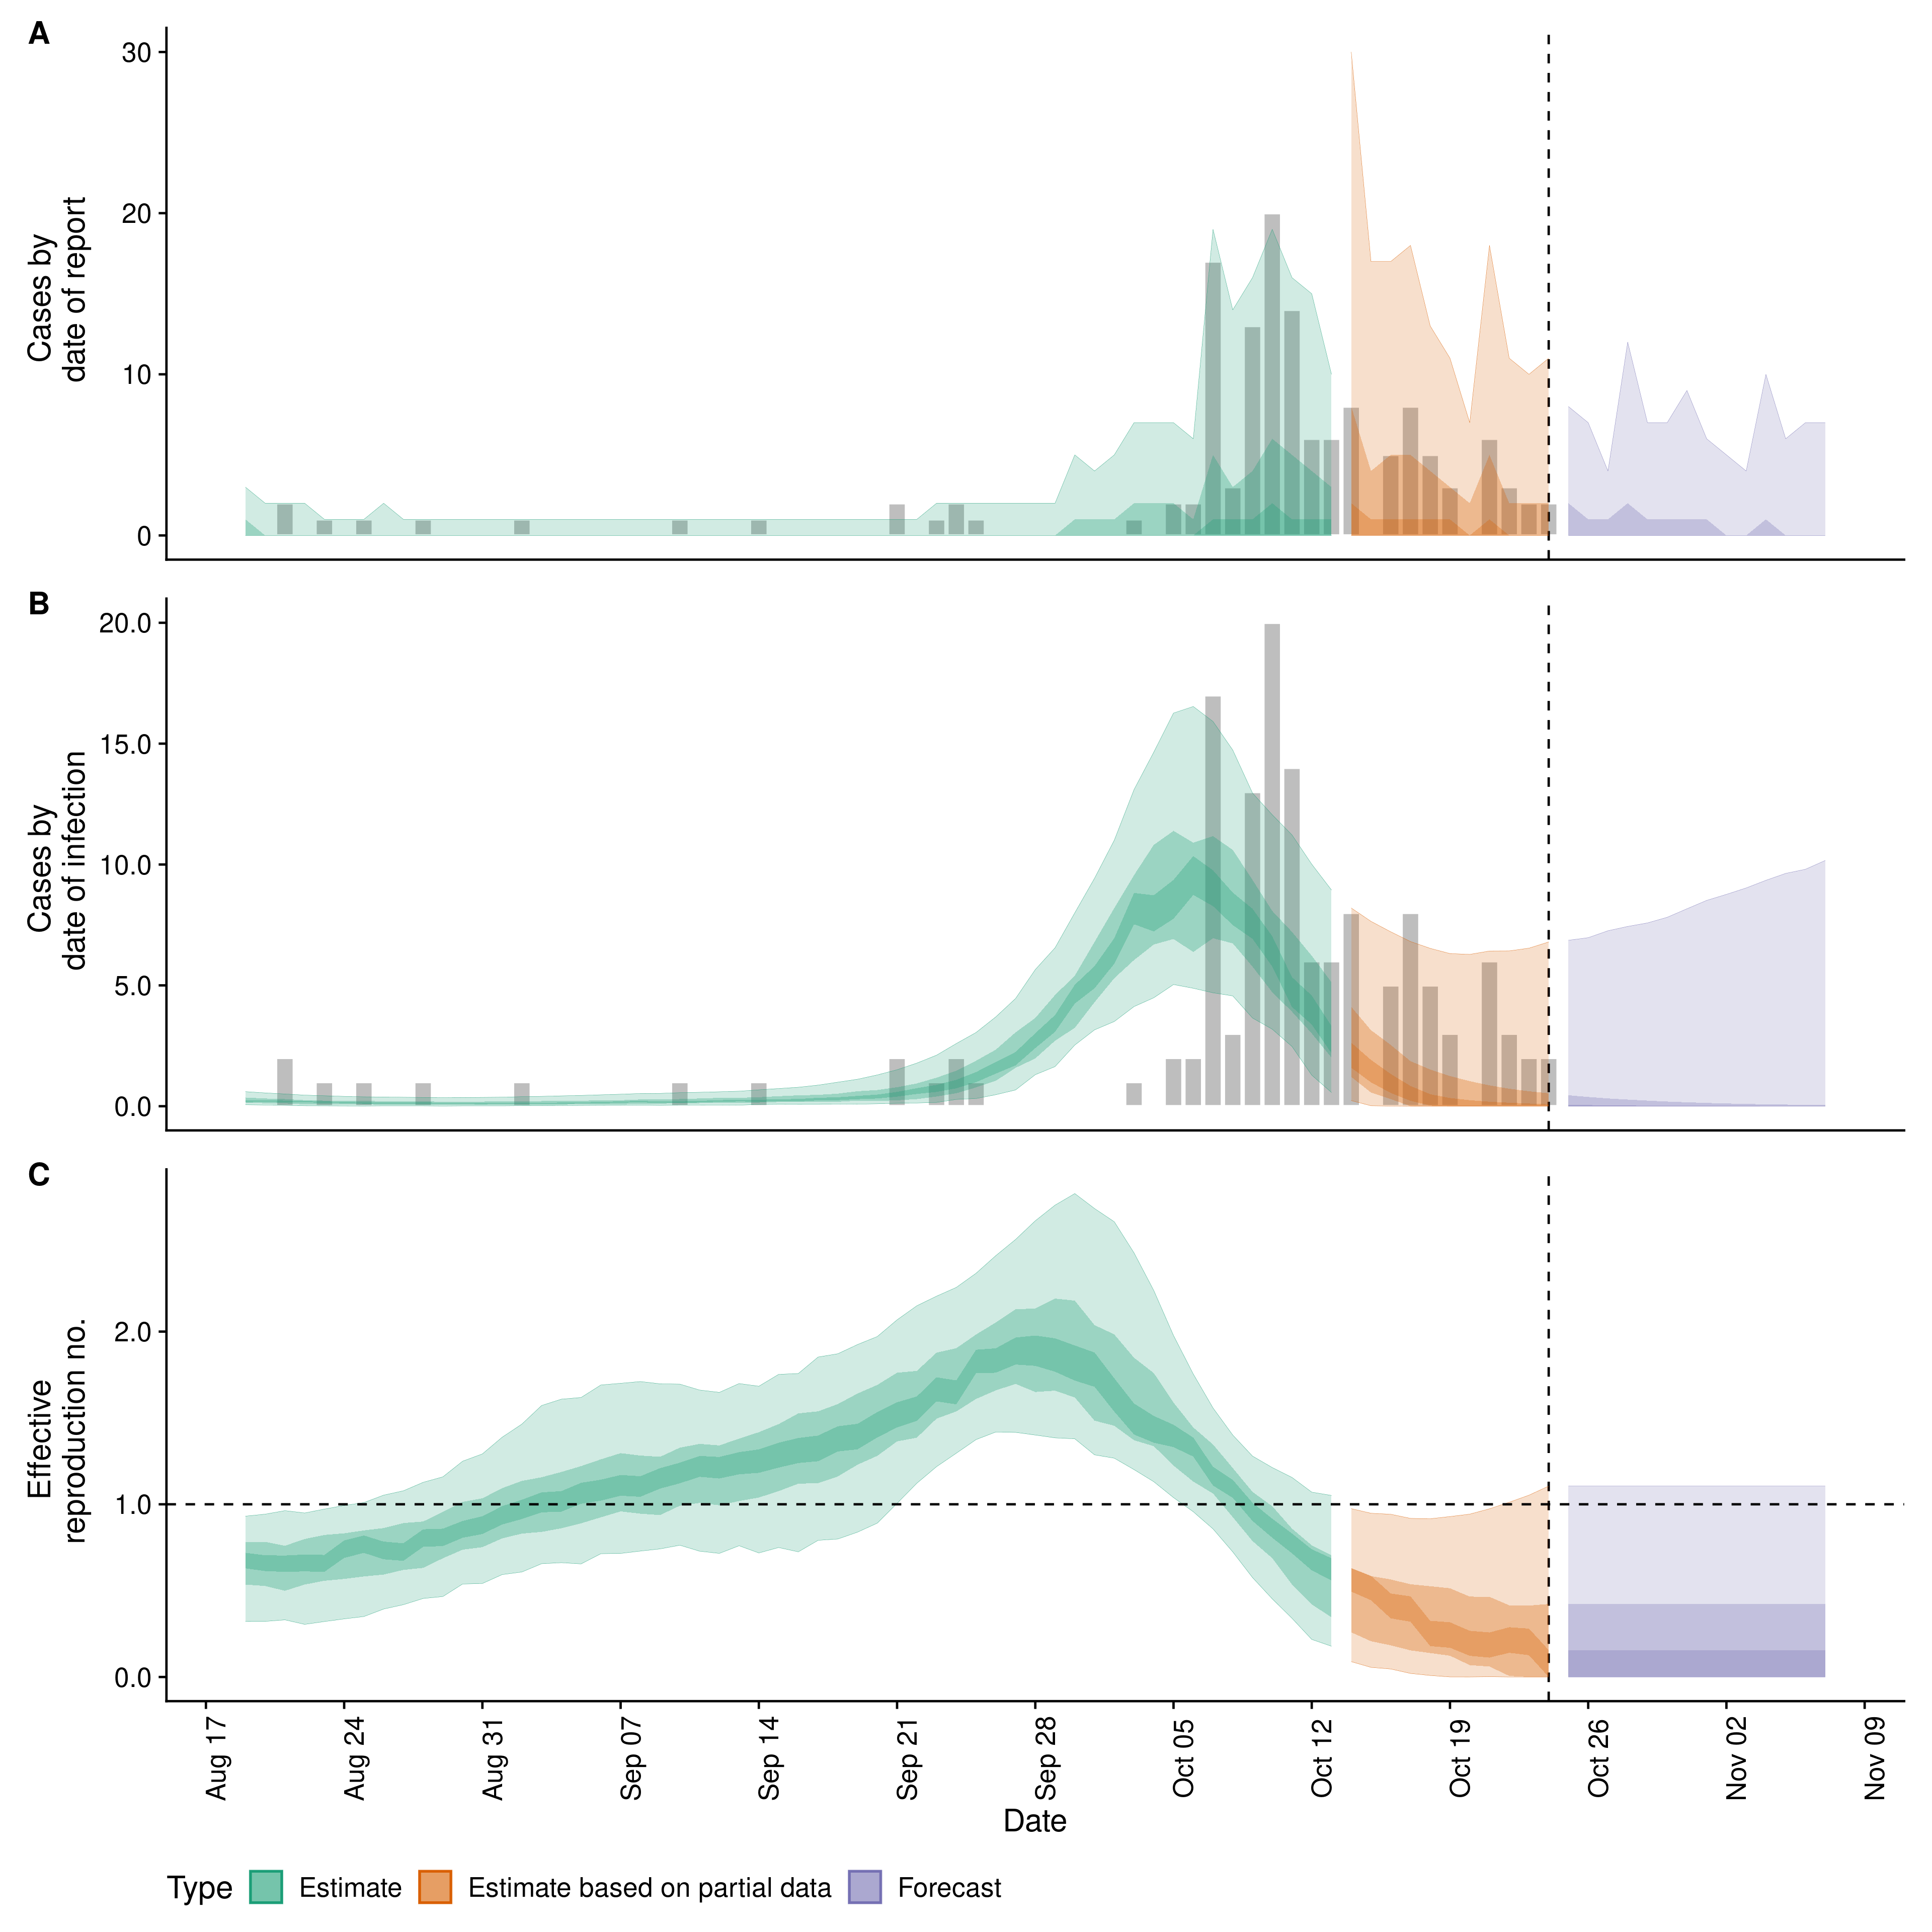 A
Cases by
date of report
30
20
10
0
B
Cases by
date of infection
20.0
15.0
10.0
5.0
0.0
C
Effective
reproduction no.
2.0
1.0
0.0
Aug 17
Aug 24
Aug 31
Sep 07
Sep 14
Sep 21
Sep 28
Oct 05
Oct 12
Oct 19
Oct 26
Nov 02
Nov 09
Date
Type Estimate Estimate based on partial data Forecast